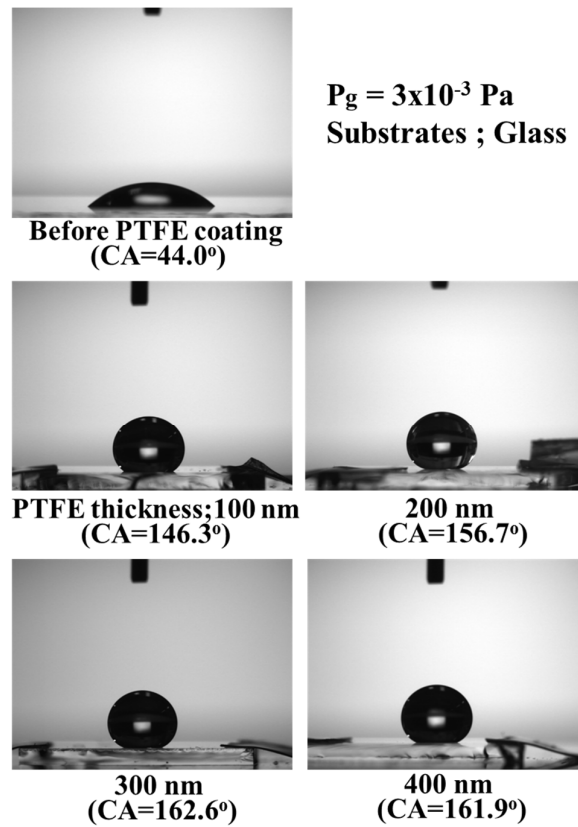 Pg = 3x10⁻³ Pa
Substrates ; Glass
Before PTFE coating
(CA=44.0º)
PTFE thickness;100 nm
(CA=146.3º)
200 nm
(CA=156.7º)
300 nm
(CA=162.6º)
400 nm
(CA=161.9º)